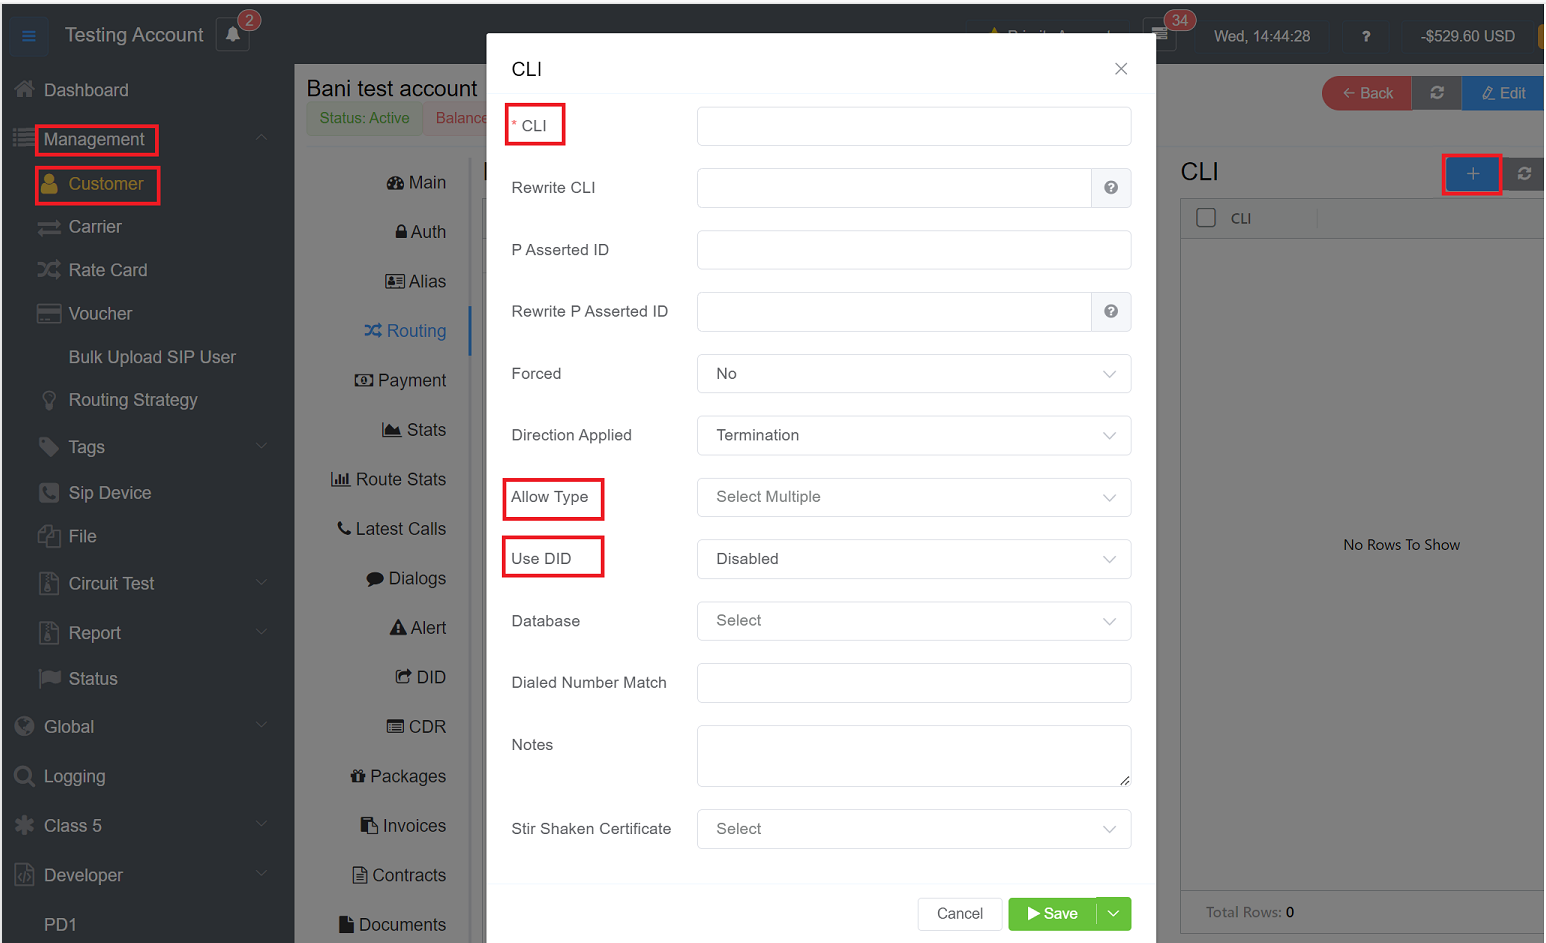 Testing Account
2
34
Wed, 14:44:28
?
-$529.60 USD
Dashboard
Management
Customer
Carrier
Rate Card
Voucher
Bulk Upload SIP User
Routing Strategy
Tags
Sip Device
File
Circuit Test
Report
Status
Global
Logging
Class 5
Developer
PD1
Bani test account
Status: Active
Balance
Back
Edit
Main
Auth
Alias
Routing
Payment
Stats
Route Stats
Latest Calls
Dialogs
Alert
DID
CDR
Packages
Invoices
Contracts
Documents
CLI
* CLI
Rewrite CLI
?
P Asserted ID
Rewrite P Asserted ID
?
Forced
No
Direction Applied
Termination
Allow Type
Select Multiple
Use DID
Disabled
Database
Select
Dialed Number Match
Notes
Stir Shaken Certificate
Select
Cancel
Save
CLI
+
CLI
No Rows To Show
Total Rows: 0